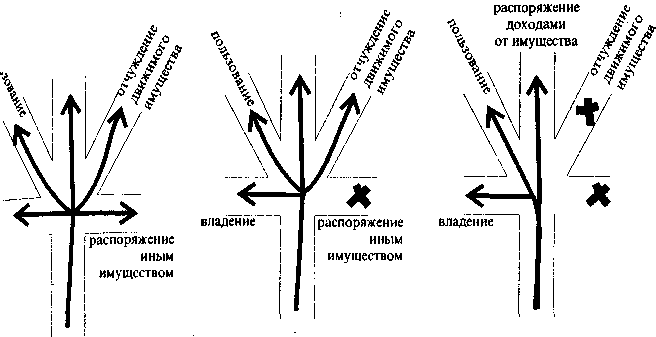 зование
отчуждение
движимого
имущества
распоряжение
иным
имуществом
пользование
отчуждение
движимого
имущества
владение
распоряжение
иным
имуществом
пользование
распоряжение
доходами
от имущества
отчуждение
движимого
имущества
владение